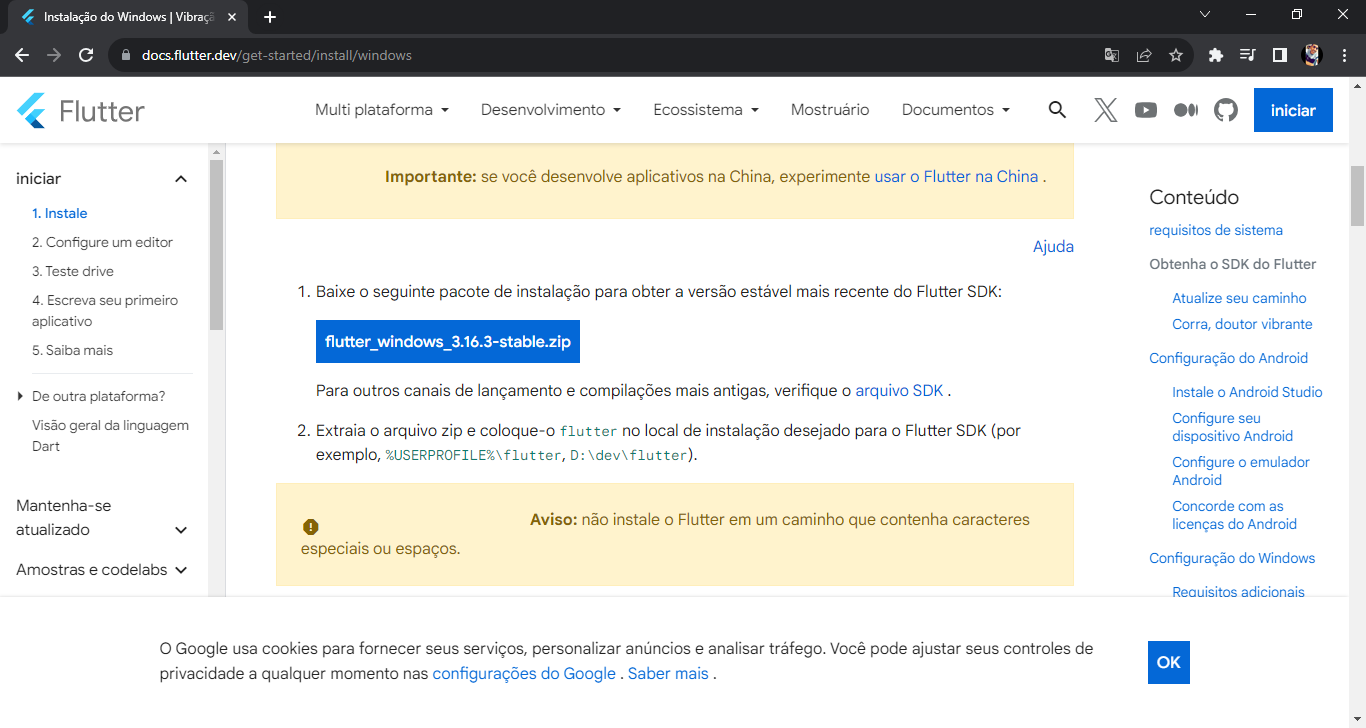 Instalação do Windows | Vibraçã
docs.flutter.dev/get-started/install/windows
Flutter
Multi plataforma
Desenvolvimento
Ecossistema
Mostruário
Documentos
iniciar
iniciar
1. Instale
2. Configure um editor
3. Teste drive
4. Escreva seu primeiro
aplicativo
5. Saiba mais
De outra plataforma?
Visão geral da linguagem
Dart
Mantenha-se
atualizado
Amostras e codelabs
Importante: se você desenvolve aplicativos na China, experimente usar o Flutter na China .
Ajuda
1. Baixe o seguinte pacote de instalação para obter a versão estável mais recente do Flutter SDK:
flutter_windows_3.16.3-stable.zip
Para outros canais de lançamento e compilações mais antigas, verifique o arquivo SDK .
2. Extraia o arquivo zip e coloque-o flutter no local de instalação desejado para o Flutter SDK (por
exemplo, %USERPROFILE%\flutter, D:\dev\flutter).
Aviso: não instale o Flutter em um caminho que contenha caracteres
especiais ou espaços.
Conteúdo
requisitos de sistema
Obtenha o SDK do Flutter
Atualize seu caminho
Corra, doutor vibrante
Configuração do Android
Instale o Android Studio
Configure seu
dispositivo Android
Configure o emulador
Android
Concorde com as
licenças do Android
Configuração do Windows
Requisitos adicionais
O Google usa cookies para fornecer seus serviços, personalizar anúncios e analisar tráfego. Você pode ajustar seus controles de
privacidade a qualquer momento nas configurações do Google . Saber mais .
OK